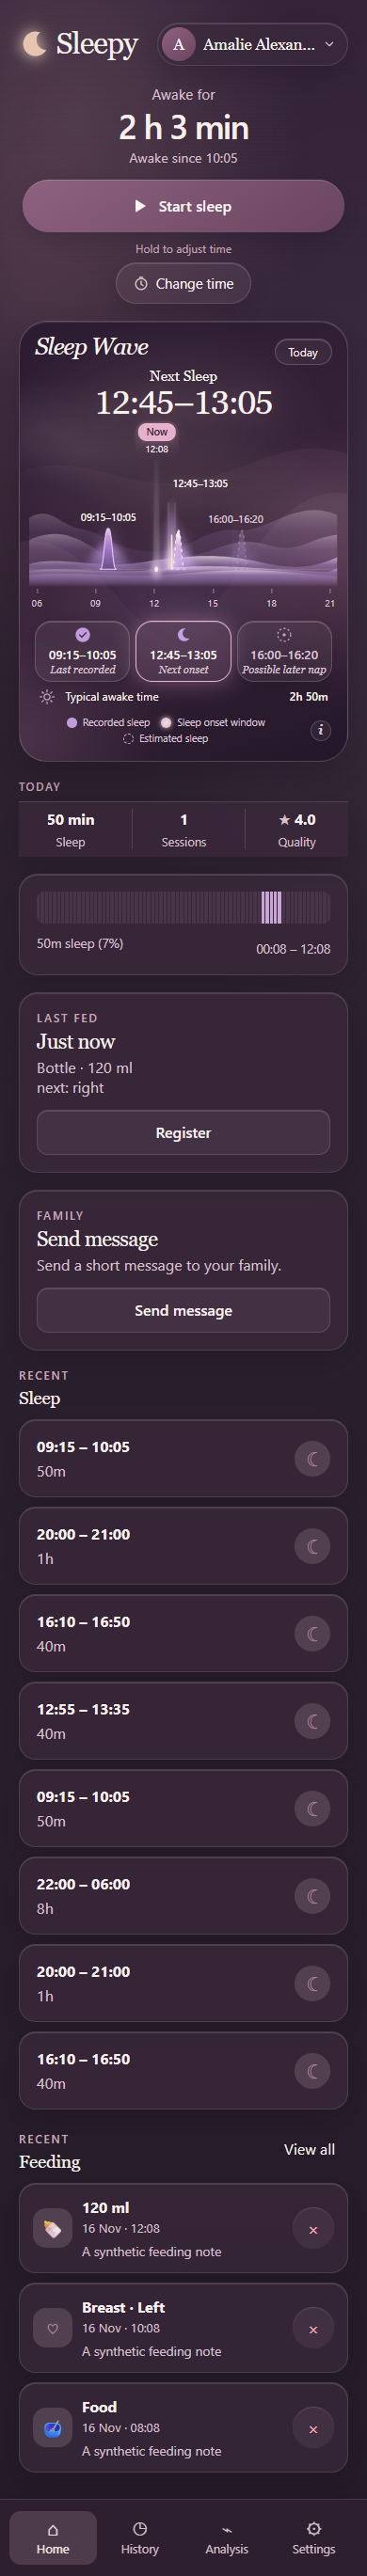 Sleepy
A
Amalie Alexan...
Awake for
2 h 3 min
Awake since 10:05
Start sleep
Hold to adjust time
Change time
Sleep Wave
Today
Next Sleep
12:45–13:05
Now
12:08
12:45–13:05
09:15–10:05
16:00–16:20
06 09 12 15 18 21
09:15–10:05
Last recorded
12:45–13:05
Next onset
16:00–16:20
Possible later nap
Typical awake time
2h 50m
Recorded sleep
Sleep onset window
Estimated sleep
i
TODAY
50 min
Sleep
1
Sessions
★ 4.0
Quality
50m sleep (7%)
00:08 – 12:08
LAST FED
Just now
Bottle · 120 ml
next: right
Register
FAMILY
Send message
Send a short message to your family.
Send message
RECENT
Sleep
09:15 – 10:05
50m
20:00 – 21:00
1h
16:10 – 16:50
40m
12:55 – 13:35
40m
09:15 – 10:05
50m
22:00 – 06:00
8h
20:00 – 21:00
1h
16:10 – 16:50
40m
RECENT
Feeding
View all
120 ml
16 Nov · 12:08
A synthetic feeding note
×
Breast · Left
16 Nov · 10:08
A synthetic feeding note
×
Food
16 Nov · 08:08
A synthetic feeding note
×
Home
History
Analysis
Settings